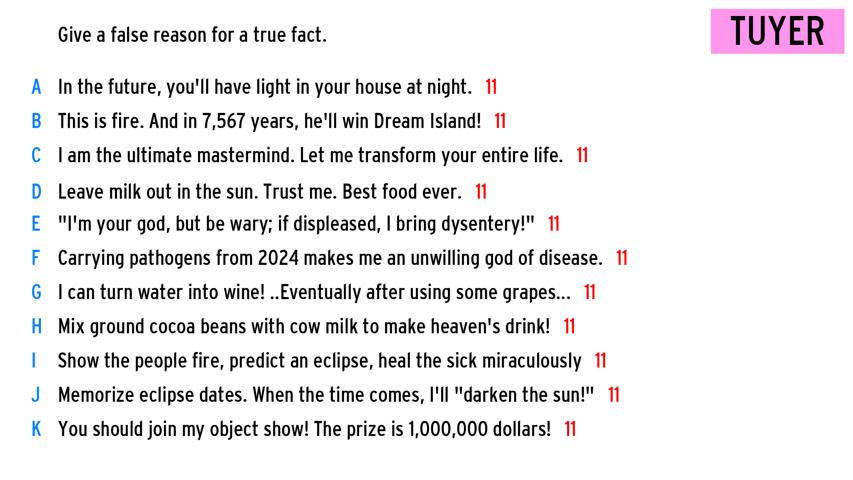 Give a false reason for a true fact.
TUYER
A In the future, you'll have light in your house at night. 11
B This is fire. And in 7,567 years, he'll win Dream Island! 11
C I am the ultimate mastermind. Let me transform your entire life. 11
D Leave milk out in the sun. Trust me. Best food ever. 11
E "I'm your god, but be wary; if displeased, I bring dysentery!" 11
F Carrying pathogens from 2024 makes me an unwilling god of disease. 11
G I can turn water into wine! ..Eventually after using some grapes... 11
H Mix ground cocoa beans with cow milk to make heaven's drink! 11
I Show the people fire, predict an eclipse, heal the sick miraculously 11
J Memorize eclipse dates. When the time comes, I'll "darken the sun!" 11
K You should join my object show! The prize is 1,000,000 dollars! 11